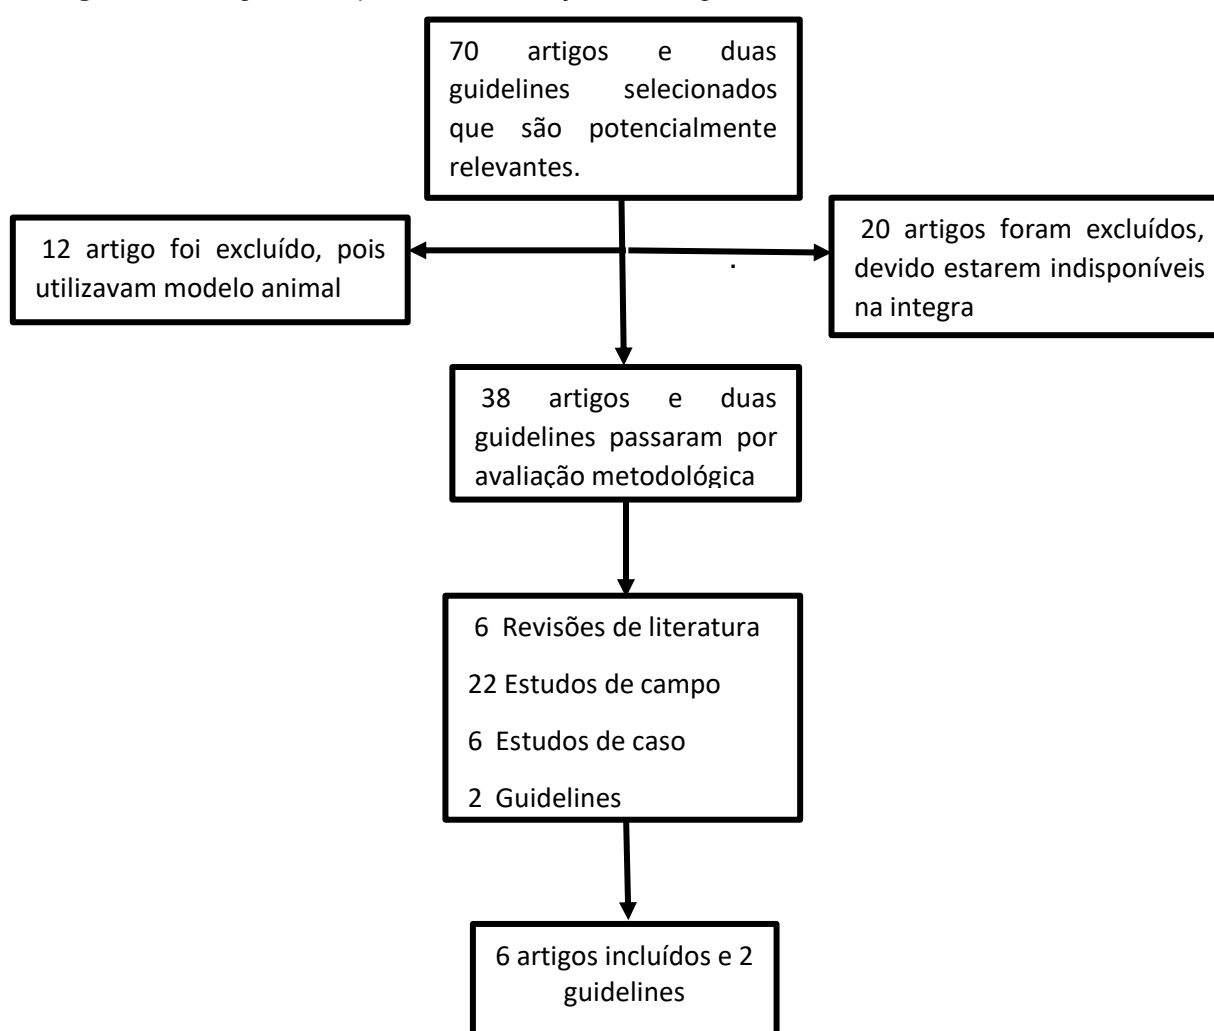 70 artigos e duas
guidelines selecionados
que são potencialmente
relevantes.
12 artigo foi excluído, pois
utilizavam modelo animal
.
20 artigos foram excluídos,
devido estarem indisponíveis
na integra
38 artigos e duas
guidelines passaram por
avaliação metodológica
6 Revisões de literatura
22 Estudos de campo
6 Estudos de caso
2 Guidelines
6 artigos incluídos e 2
guidelines